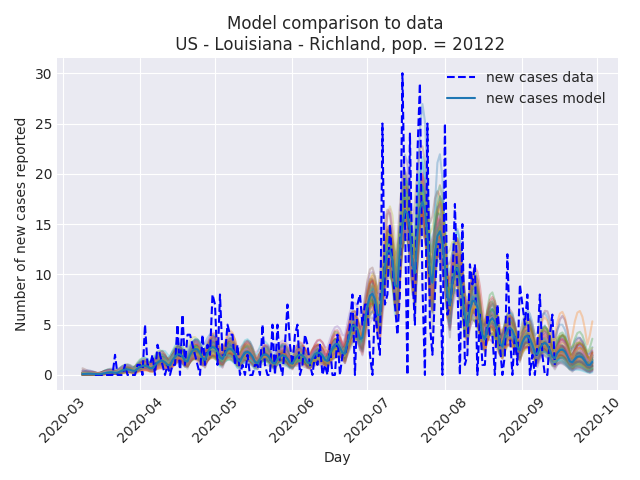 Model comparison to data
US - Louisiana - Richland, pop. = 20122
new cases data
new cases model
Number of new cases reported
30
25
20
15
10
5
0
2020-03
2020-04
2020-05
2020-06
2020-07
2020-08
2020-09
2020-10
Day